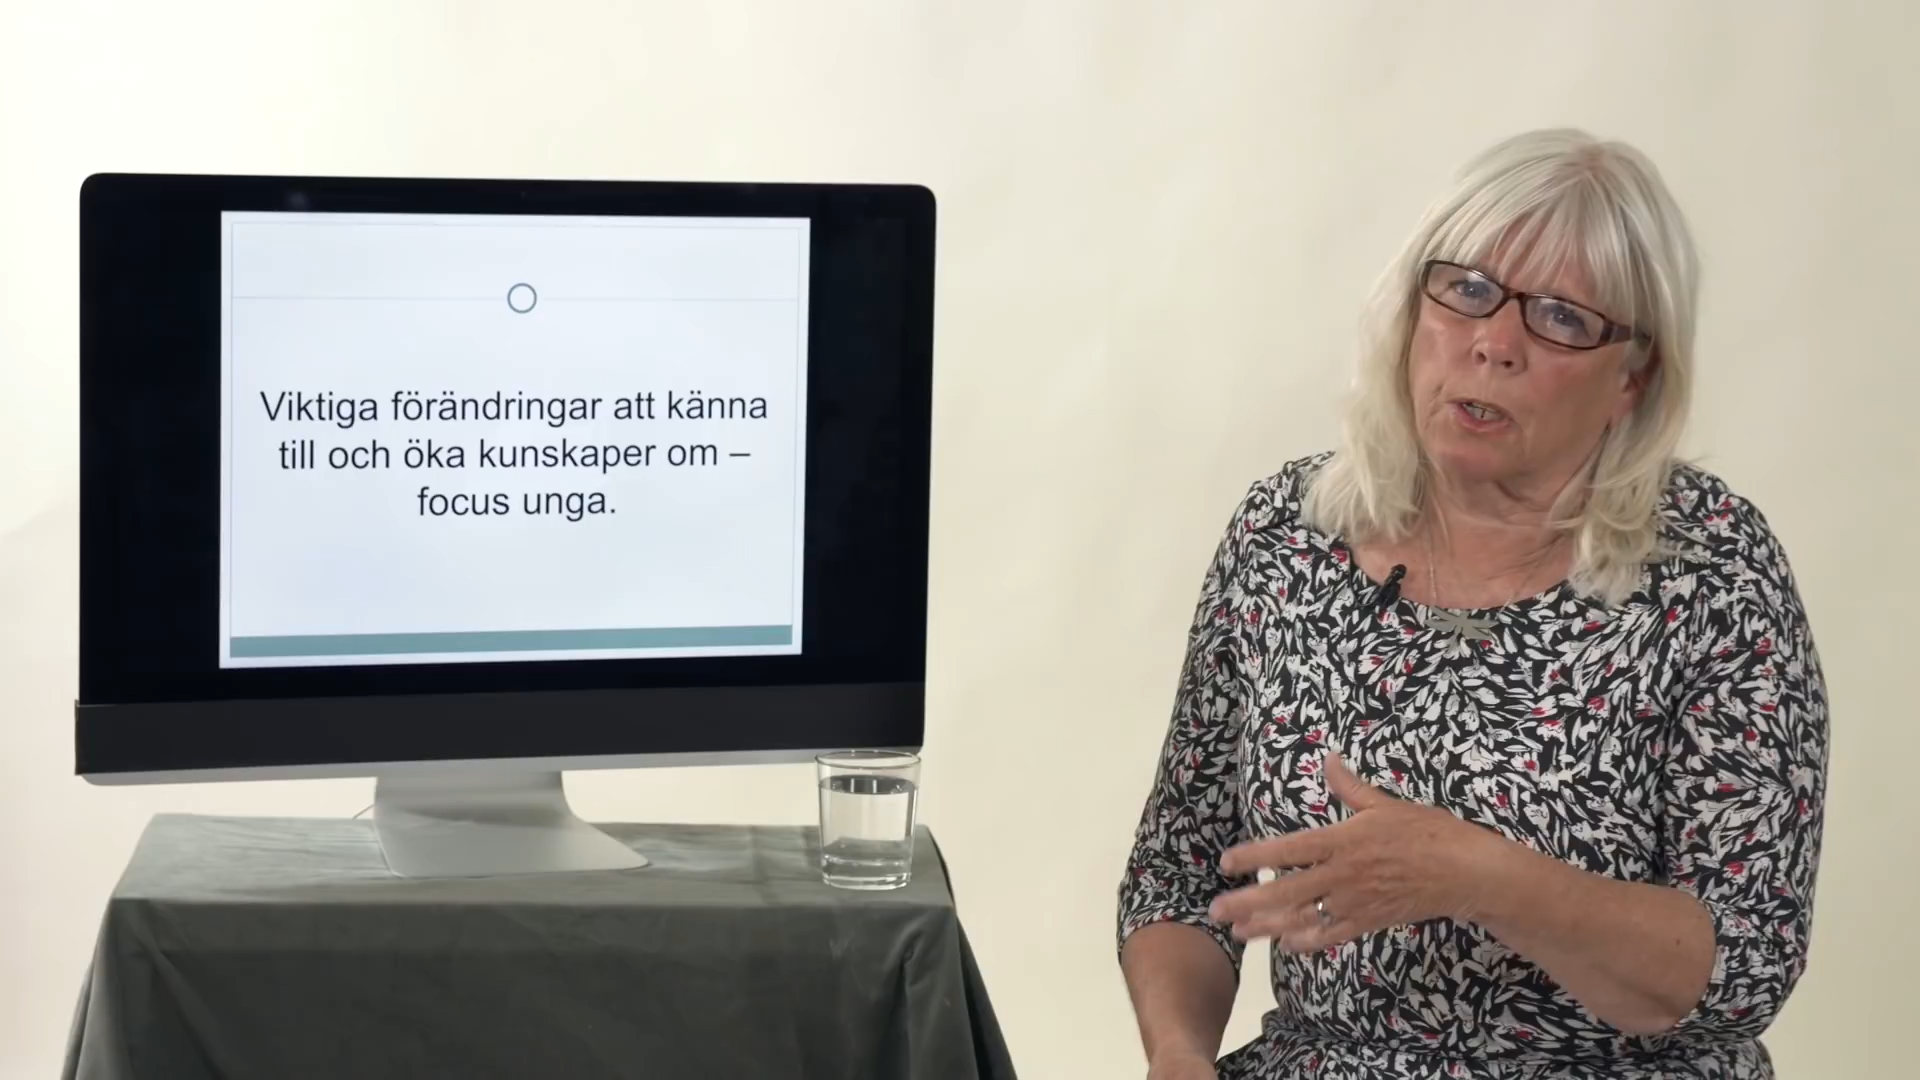 Viktiga förändringar att känna
till och öka kunskaper om –
focus unga.